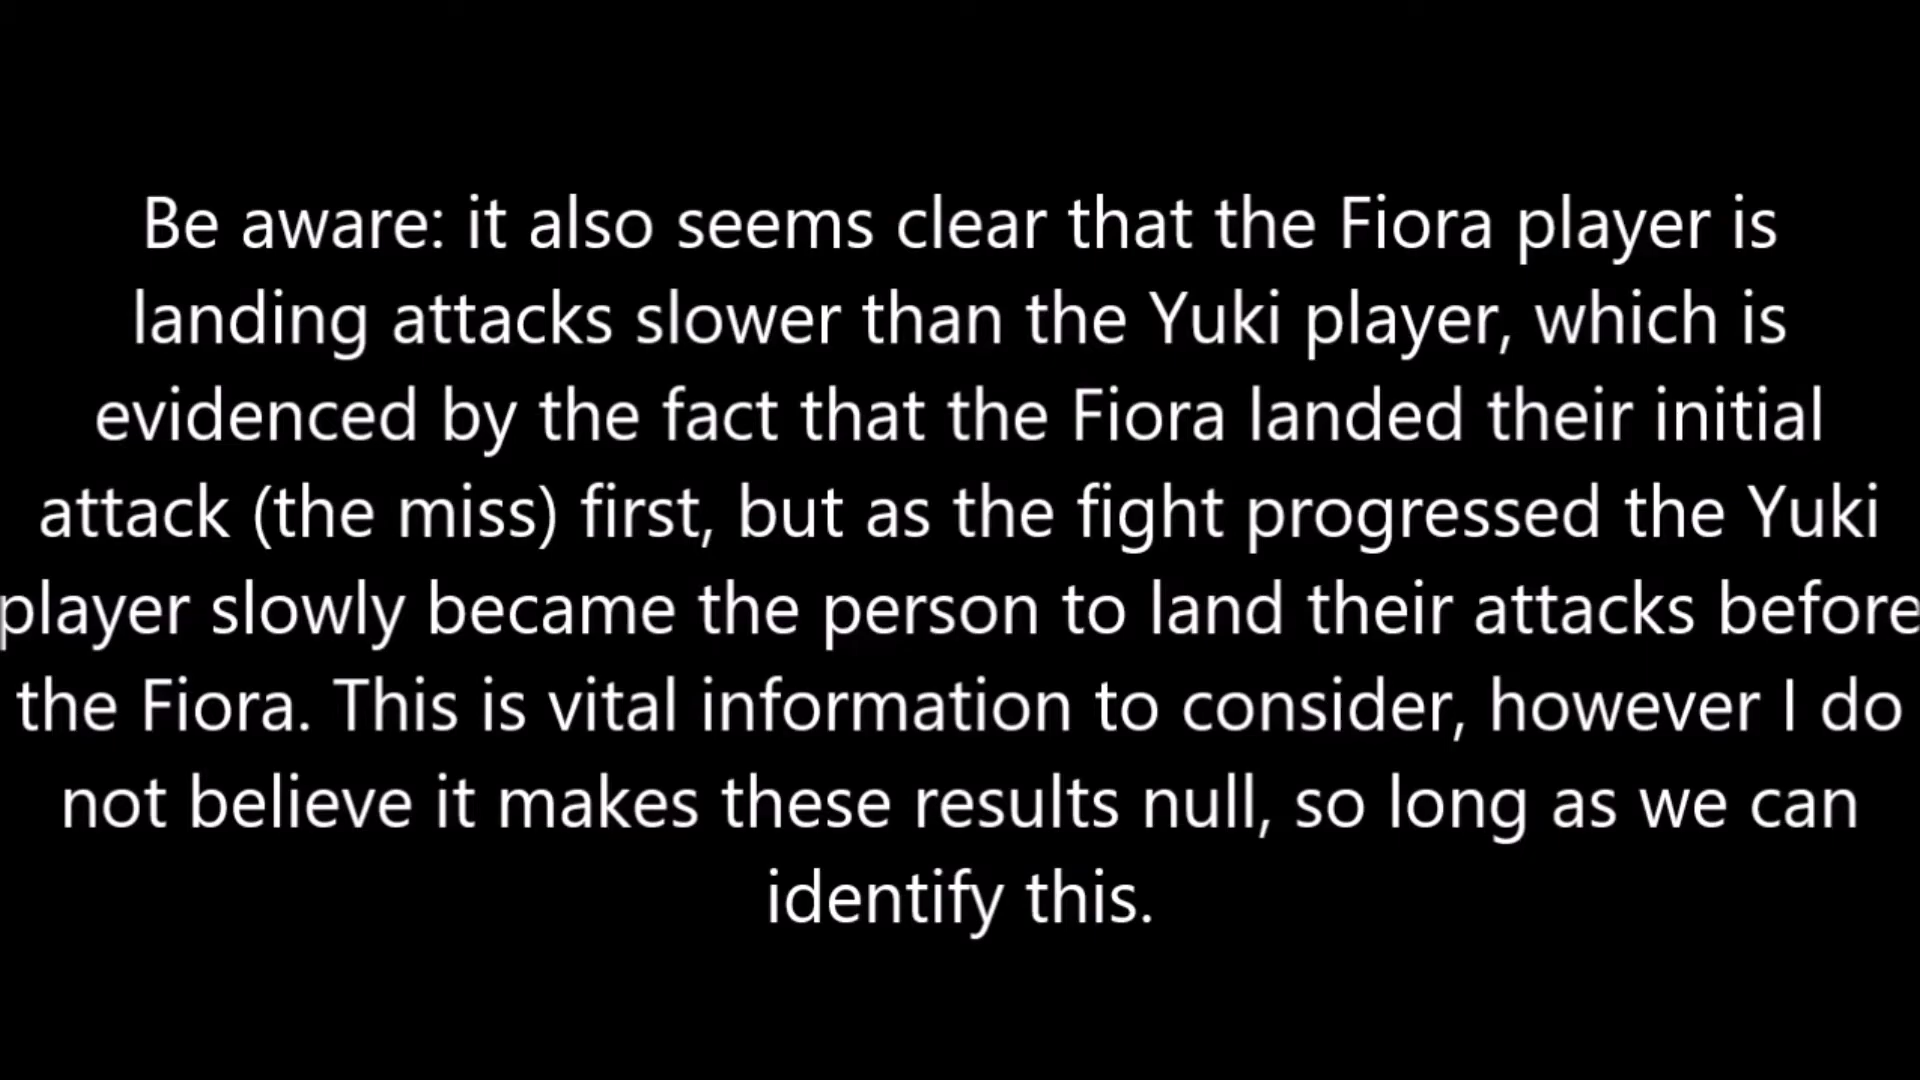 Be aware: it also seems clear that the Fiora player is
landing attacks slower than the Yuki player, which is
evidenced by the fact that the Fiora landed their initial
attack (the miss) first, but as the fight progressed the Yuki
player slowly became the person to land their attacks before
the Fiora. This is vital information to consider, however I do
not believe it makes these results null, so long as we can
identify this.